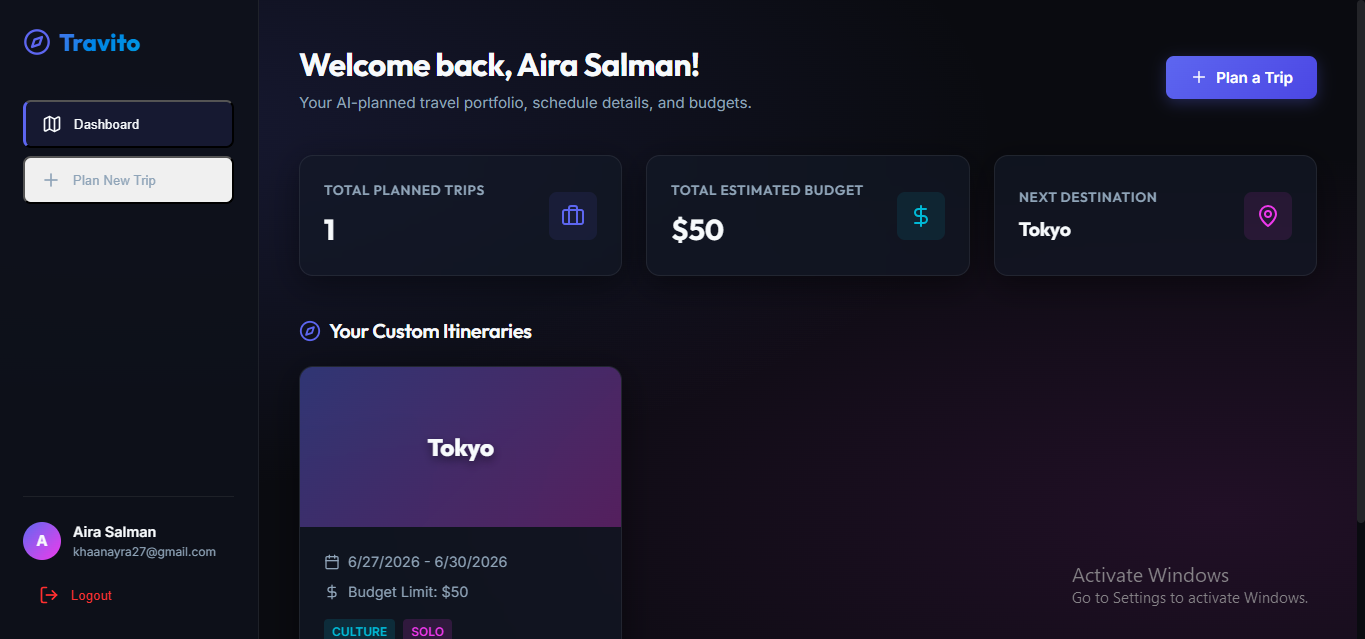 Travito
Dashboard
Plan New Trip
Aira Salman
khaanayra27@gmail.com
Logout
Welcome back, Aira Salman!
Your AI-planned travel portfolio, schedule details, and budgets.
Plan a Trip
TOTAL PLANNED TRIPS
1
TOTAL ESTIMATED BUDGET
$50
NEXT DESTINATION
Tokyo
Your Custom Itineraries
Tokyo
6/27/2026 - 6/30/2026
Budget Limit: $50
CULTURE SOLO
Activate Windows
Go to Settings to activate Windows.
A